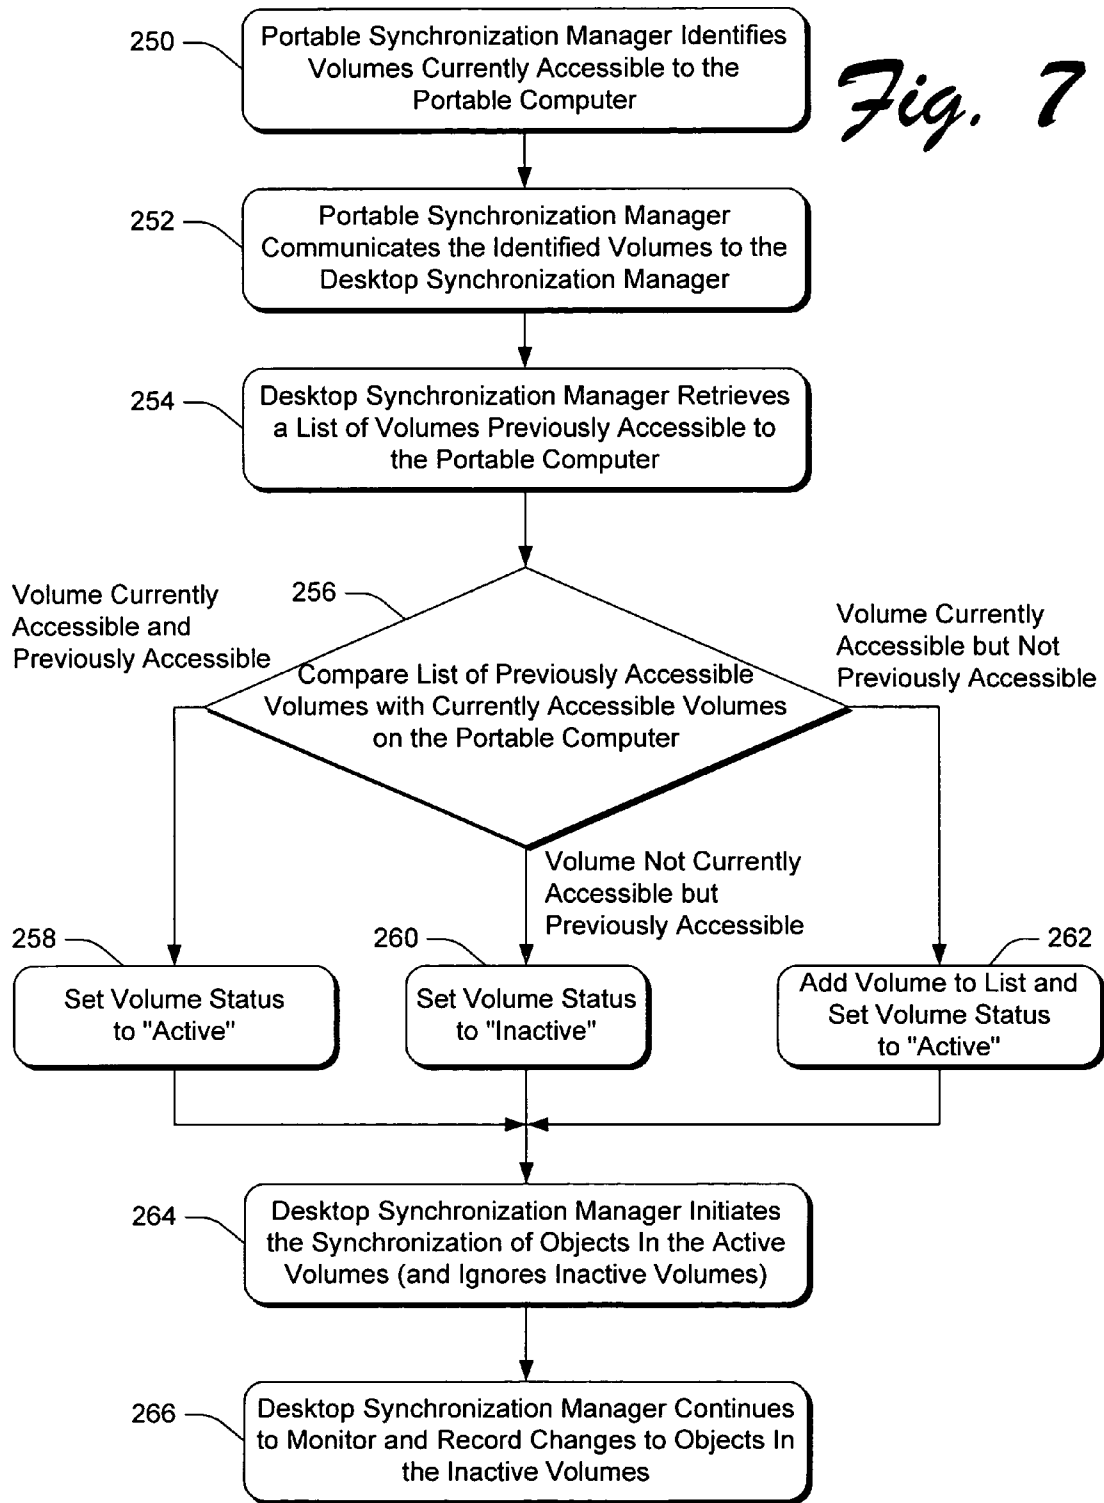 250
Portable Synchronization Manager Identifies
Volumes Currently Accessible to the
Portable Computer
Fig. 7
252
Portable Synchronization Manager
Communicates the Identified Volumes to the
Desktop Synchronization Manager
254
Desktop Synchronization Manager Retrieves
a List of Volumes Previously Accessible to
the Portable Computer
Volume Currently
Accessible and
Previously Accessible
256
Compare List of Previously Accessible
Volumes with Currently Accessible Volumes
on the Portable Computer
Volume Currently
Accessible but Not
Previously Accessible
Volume Not Currently
Accessible but
Previously Accessible
258
Set Volume Status
to "Active"
260
Set Volume Status
to "Inactive"
262
Add Volume to List and
Set Volume Status
to "Active"
264
Desktop Synchronization Manager Initiates
the Synchronization of Objects In the Active
Volumes (and Ignores Inactive Volumes)
266
Desktop Synchronization Manager Continues
to Monitor and Record Changes to Objects In
the Inactive Volumes